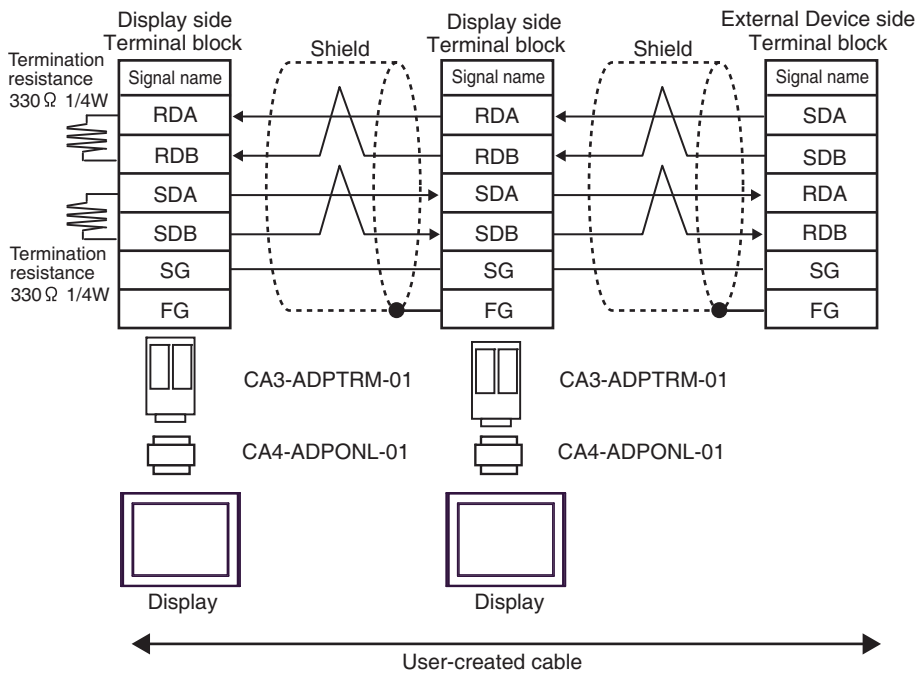 Display side
Terminal block
Display side
Terminal block
External Device side
Terminal block
Termination
resistance
330 Ω 1/4W
Shield
Shield
Signal name
Signal name
Signal name
RDA
RDA
SDA
RDB
RDB
SDB
SDA
SDA
RDA
SDB
SDB
RDB
Termination
resistance
330 Ω 1/4W
SG
SG
SG
FG
FG
FG
CA3-ADPTRM-01
CA3-ADPTRM-01
CA4-ADPONL-01
CA4-ADPONL-01
Display
Display
User-created cable